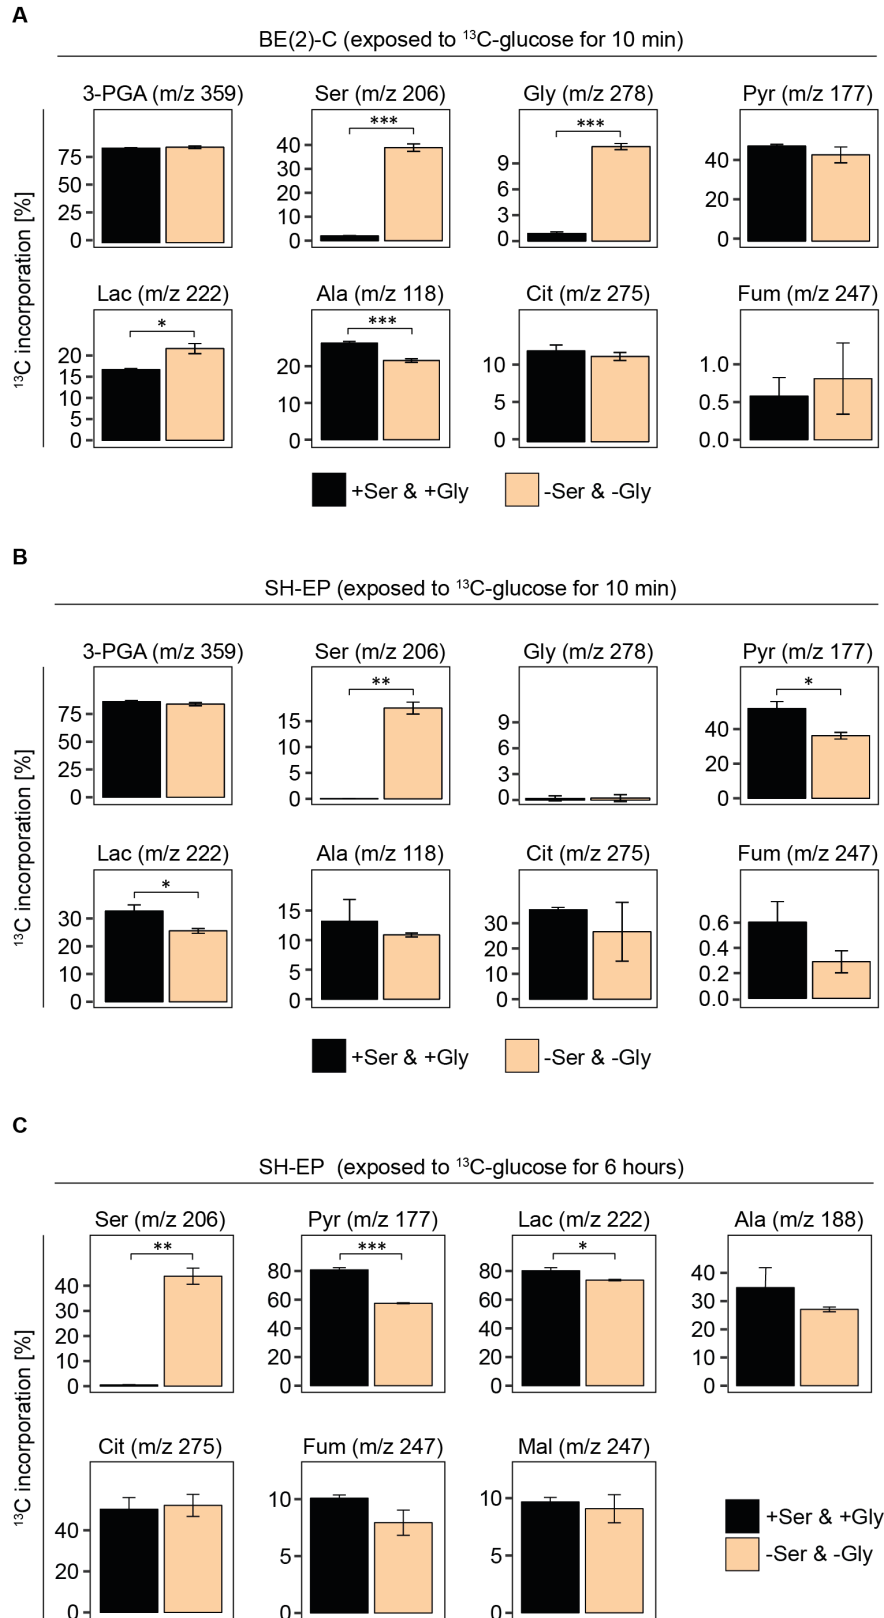 A
BE(2)-C (exposed to ¹³C-glucose for 10 min)
¹³C incorporation [%]
3-PGA (m/z 359)
75
50
25
0
Ser (m/z 206)
***
40
30
20
10
0
Gly (m/z 278)
***
9
6
3
0
Pyr (m/z 177)
40
20
0
Lac (m/z 222)
*
20
15
10
5
0
Ala (m/z 118)
***
20
10
0
Cit (m/z 275)
10
5
0
Fum (m/z 247)
1.0
0.5
0.0
+Ser & +Gly
-Ser & -Gly
B
SH-EP (exposed to ¹³C-glucose for 10 min)
¹³C incorporation [%]
3-PGA (m/z 359)
75
50
25
0
Ser (m/z 206)
**
15
10
5
0
Gly (m/z 278)
9
6
3
0
Pyr (m/z 177)
*
40
20
0
Lac (m/z 222)
*
30
20
10
0
Ala (m/z 118)
15
10
5
0
Cit (m/z 275)
30
20
10
0
Fum (m/z 247)
0.6
0.4
0.2
0.0
+Ser & +Gly
-Ser & -Gly
C
SH-EP (exposed to ¹³C-glucose for 6 hours)
¹³C incorporation [%]
Ser (m/z 206)
**
40
30
20
10
0
Pyr (m/z 177)
***
80
60
40
20
0
Lac (m/z 222)
*
80
60
40
20
0
Ala (m/z 188)
40
30
20
10
0
Cit (m/z 275)
40
20
0
Fum (m/z 247)
10
5
0
Mal (m/z 247)
10
5
0
+Ser & +Gly
-Ser & -Gly